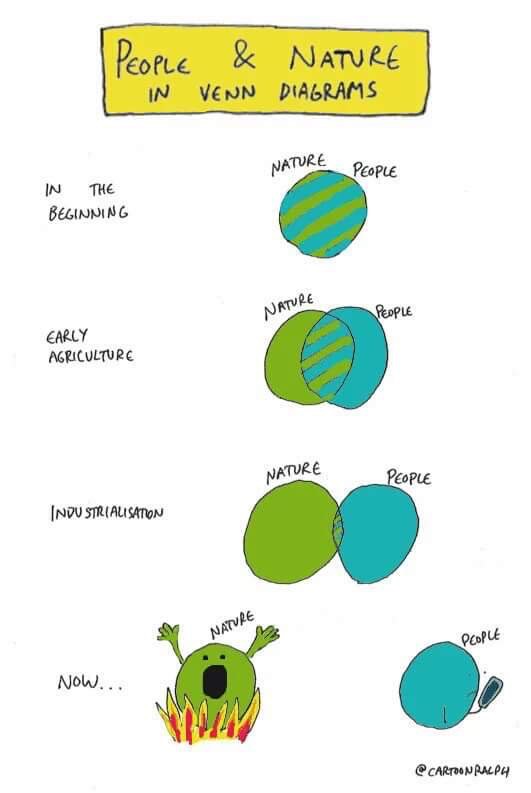 PEOPLE & NATURE
IN VENN DIAGRAMS
IN THE
BEGINNING
NATURE PEOPLE
EARLY
AGRICULTURE
NATURE PEOPLE
INDUSTRIALISATION
NATURE PEOPLE
NOW...
NATURE
PEOPLE
@CARTOONRALPH